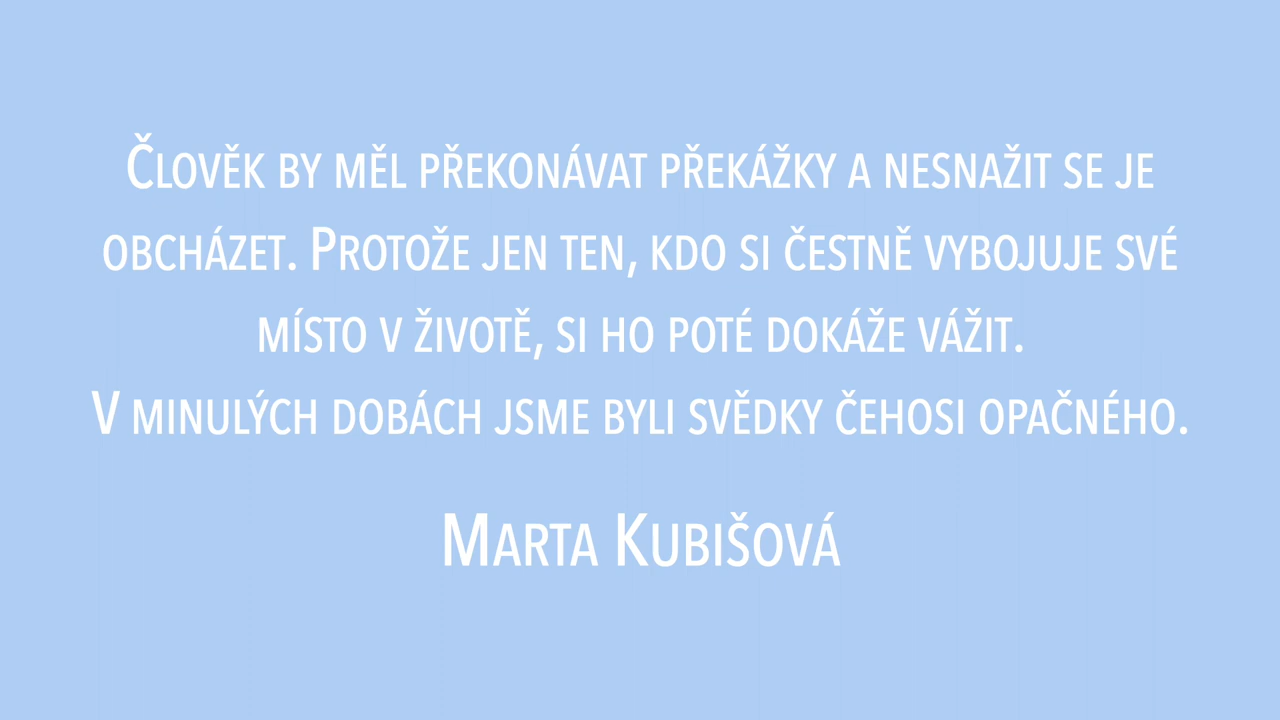 Člověk by měl překonávat překážky a nesnažit se je
obcházet. Protože jen ten, kdo si čestně vybojuje své
místo v životě, si ho poté dokáže vážit.
V minulých dobách jsme byli svědky čehosi opačného.
Marta Kubišová